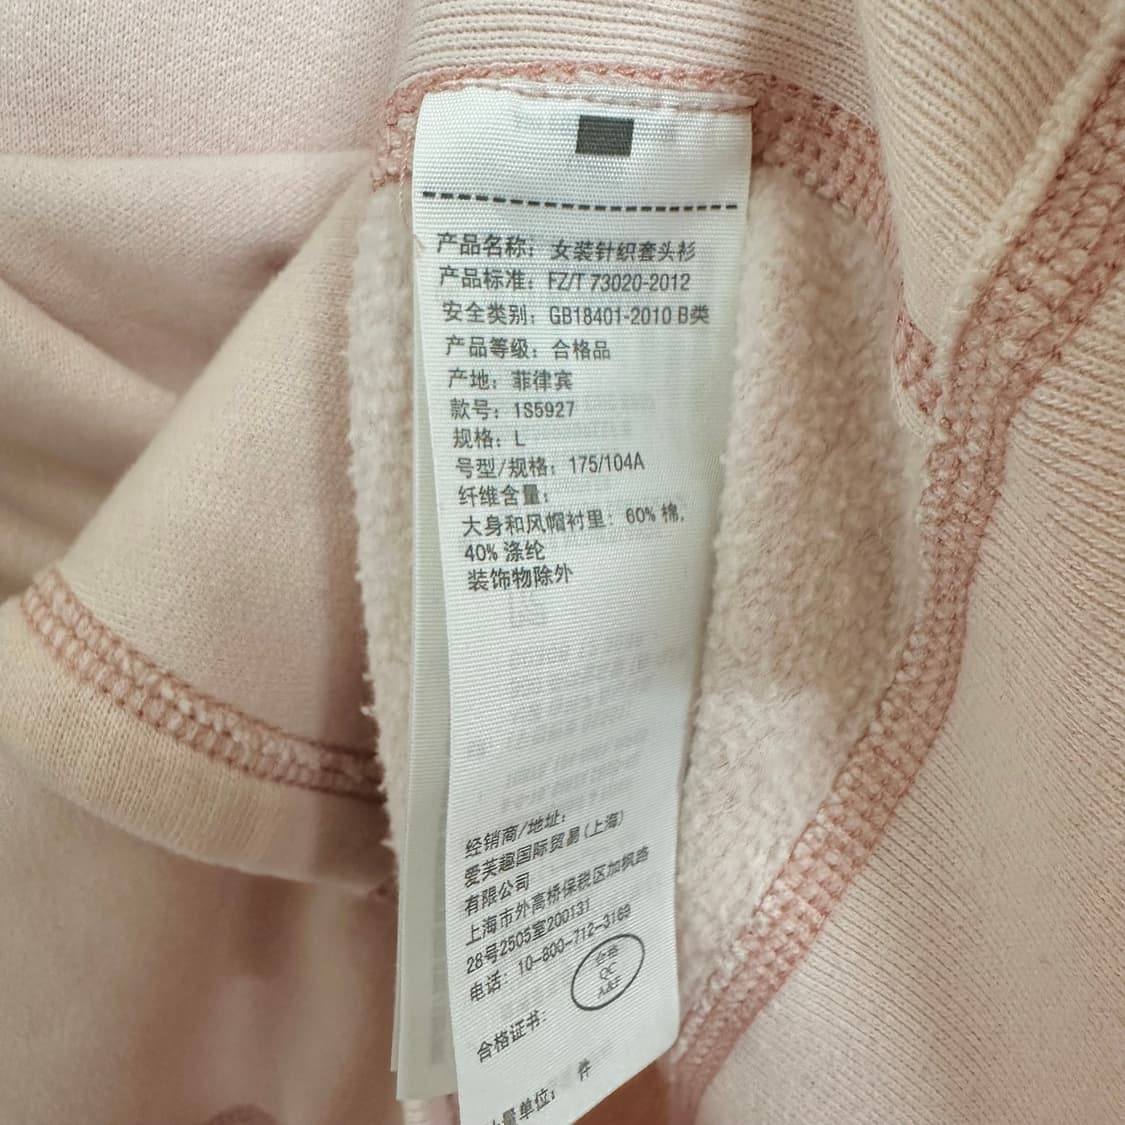 产品名称：女装针织套头衫
产品标准：FZ/T 73020-2012
安全类别：GB18401-2010 B类
产品等级：合格品
产地：菲律宾
款号：1S5927
规格：L
号型/规格：175/104A
纤维含量：
大身和风帽衬里：60% 棉，
40% 涤纶
装饰物除外
经销商/地址：
爱芙趣国际贸易(上海)
有限公司
上海市外高桥保税区加枫路
28号2505室200131
电话：10-800-712-3169
QC
合格证书：
量单位： 件